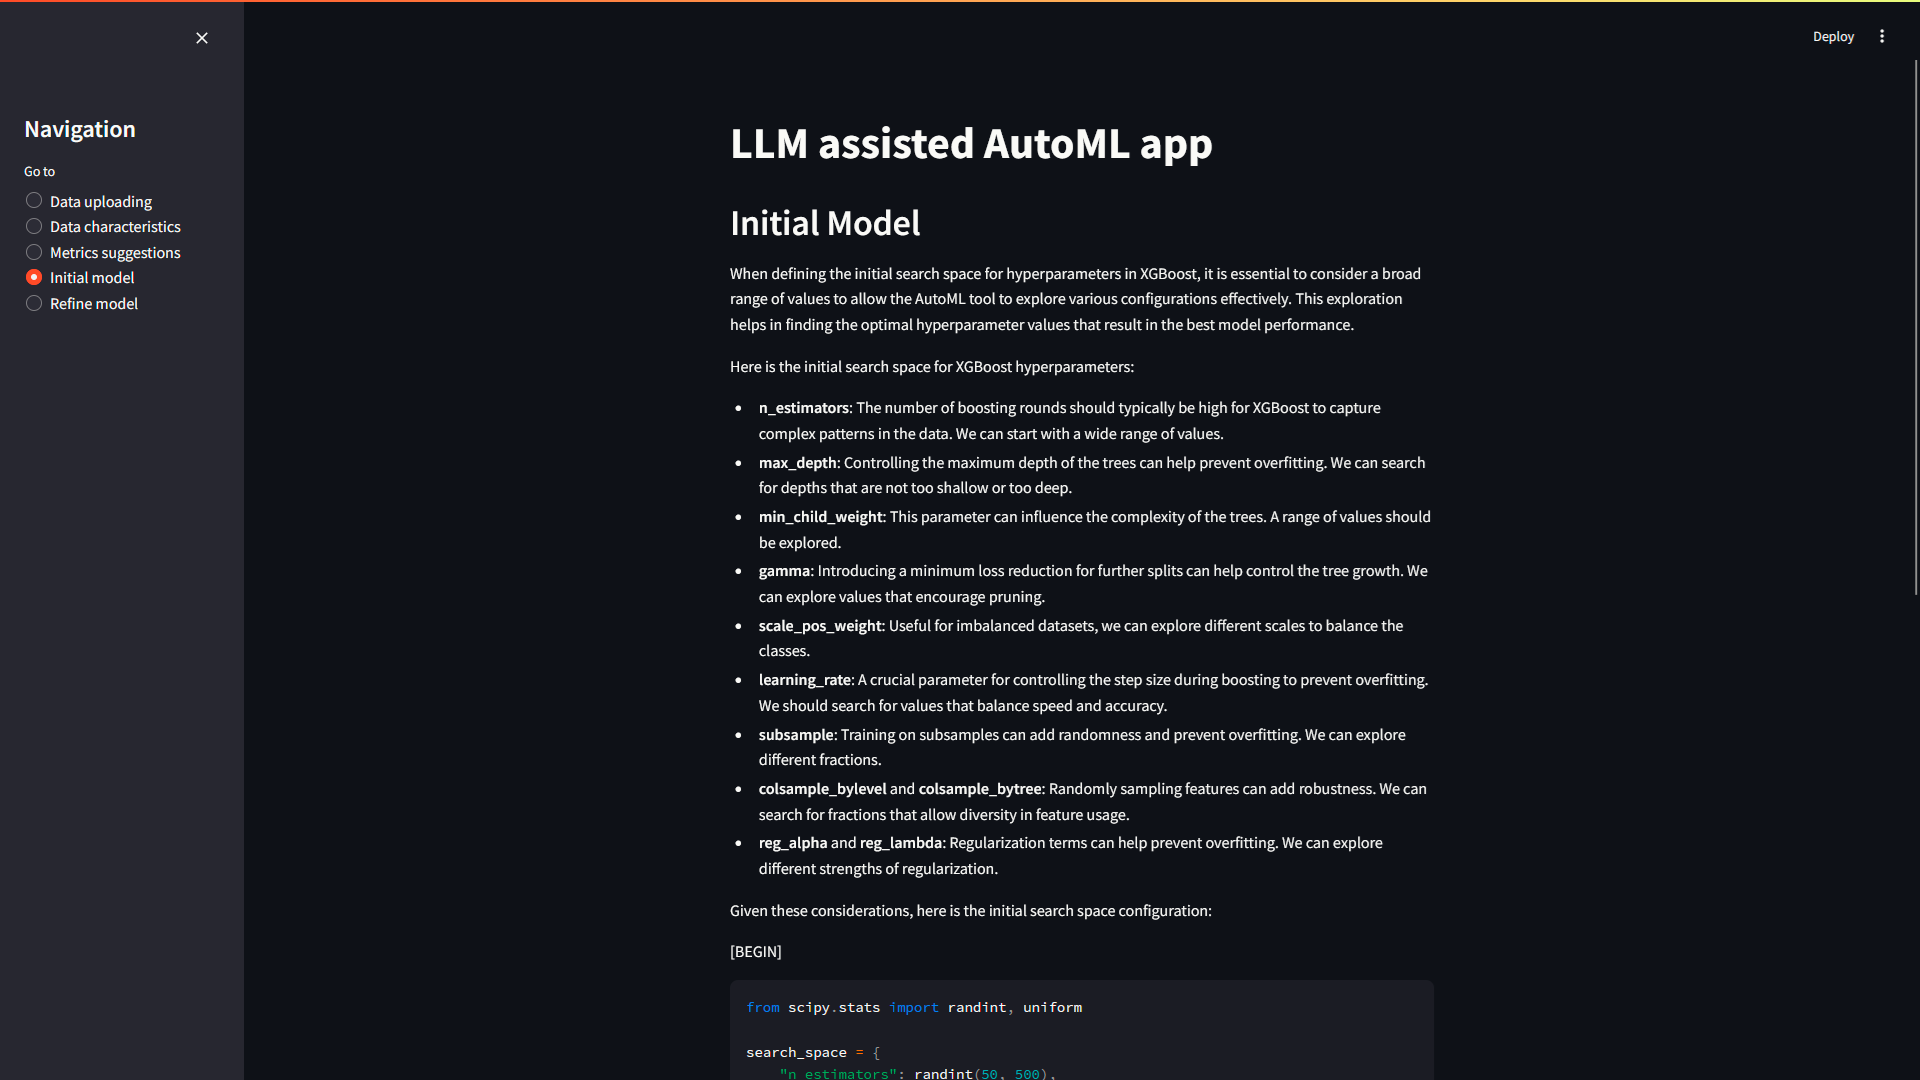 Deploy
Navigation
Go to
Data uploading
Data characteristics
Metrics suggestions
Initial model
Refine model
LLM assisted AutoML app
Initial Model
When defining the initial search space for hyperparameters in XGBoost, it is essential to consider a broad
range of values to allow the AutoML tool to explore various configurations effectively. This exploration
helps in finding the optimal hyperparameter values that result in the best model performance.
Here is the initial search space for XGBoost hyperparameters:
• n_estimators: The number of boosting rounds should typically be high for XGBoost to capture
complex patterns in the data. We can start with a wide range of values.
• max_depth: Controlling the maximum depth of the trees can help prevent overfitting. We can search
for depths that are not too shallow or too deep.
• min_child_weight: This parameter can influence the complexity of the trees. A range of values should
be explored.
• gamma: Introducing a minimum loss reduction for further splits can help control the tree growth. We
can explore values that encourage pruning.
• scale_pos_weight: Useful for imbalanced datasets, we can explore different scales to balance the
classes.
• learning_rate: A crucial parameter for controlling the step size during boosting to prevent overfitting.
We should search for values that balance speed and accuracy.
• subsample: Training on subsamples can add randomness and prevent overfitting. We can explore
different fractions.
• colsample_bylevel and colsample_bytree: Randomly sampling features can add robustness. We can
search for fractions that allow diversity in feature usage.
• reg_alpha and reg_lambda: Regularization terms can help prevent overfitting. We can explore
different strengths of regularization.
Given these considerations, here is the initial search space configuration:
[BEGIN]
from scipy.stats import randint, uniform
search_space = {
"n_estimators": randint(50, 500),